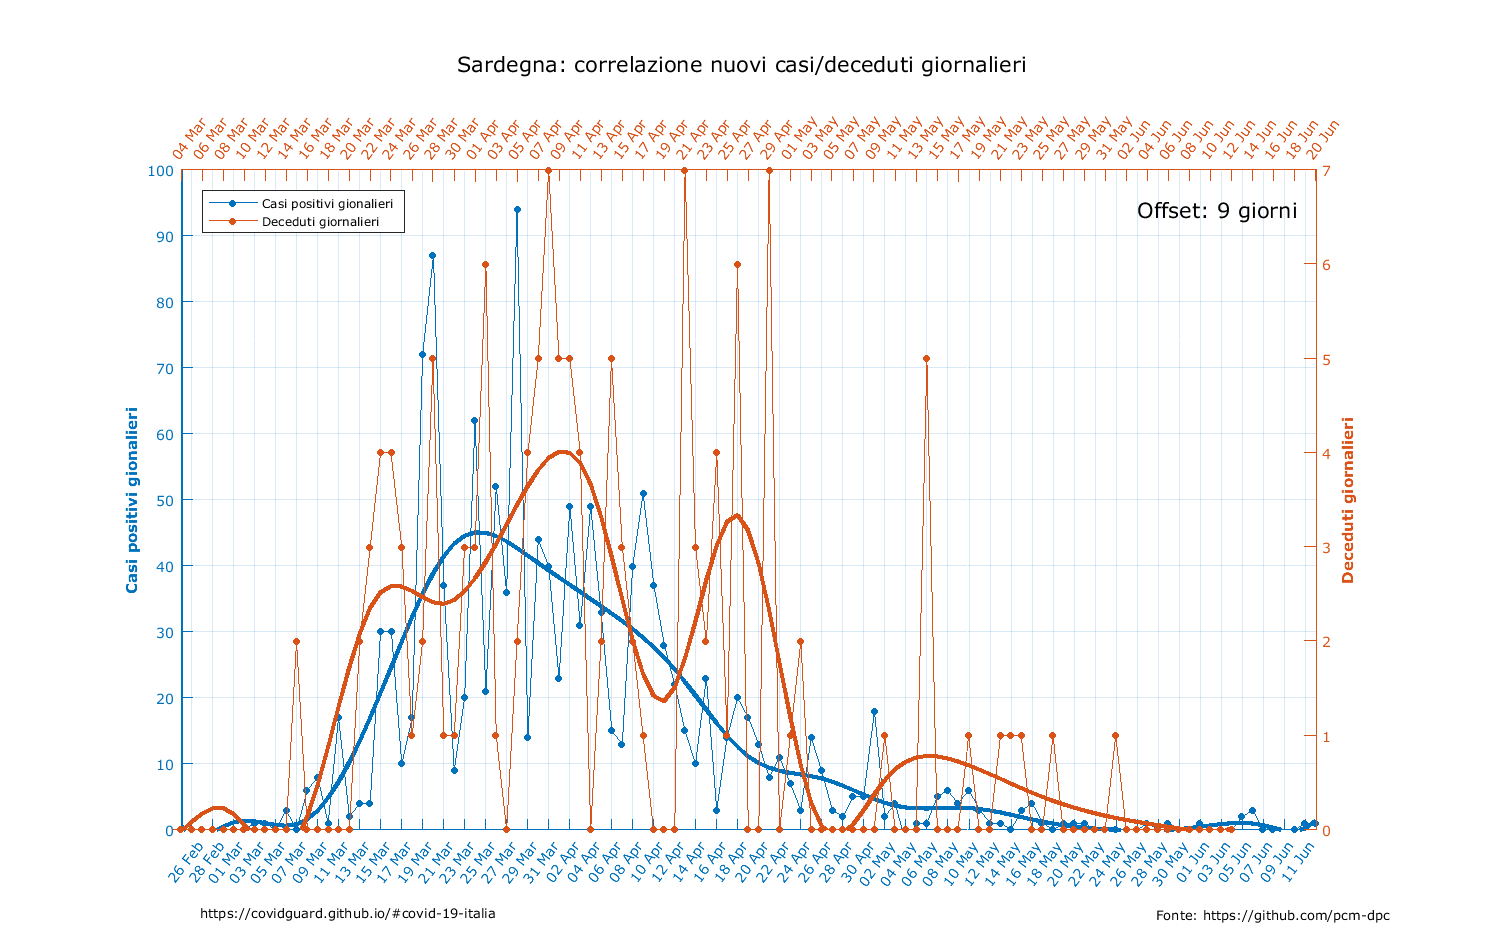 Sardegna: correlazione nuovi casi/deceduti giornalieri
04 Mar 06 Mar 08 Mar 10 Mar 12 Mar 14 Mar 16 Mar 18 Mar 20 Mar 22 Mar 24 Mar 26 Mar 28 Mar 30 Mar 01 Apr 03 Apr 05 Apr 07 Apr 09 Apr 11 Apr 13 Apr 15 Apr 17 Apr 19 Apr 21 Apr 23 Apr 25 Apr 27 Apr 29 Apr 01 May 03 May 05 May 07 May 09 May 11 May 13 May 15 May 17 May 19 May 21 May 23 May 25 May 27 May 29 May 31 May 02 Jun 04 Jun 06 Jun 08 Jun 10 Jun 12 Jun 14 Jun 16 Jun 18 Jun 20 Jun
Casi positivi gionalieri
Deceduti giornalieri
Offset: 9 giorni
100
90
80
70
60
50
40
30
20
10
0
Casi positivi gionalieri
7
6
5
4
3
2
1
0
Deceduti giornalieri
26 Feb 28 Feb 01 Mar 03 Mar 05 Mar 07 Mar 09 Mar 11 Mar 13 Mar 15 Mar 17 Mar 19 Mar 21 Mar 23 Mar 25 Mar 27 Mar 29 Mar 31 Mar 02 Apr 04 Apr 06 Apr 08 Apr 10 Apr 12 Apr 14 Apr 16 Apr 18 Apr 20 Apr 22 Apr 24 Apr 26 Apr 28 Apr 30 Apr 02 May 04 May 06 May 08 May 10 May 12 May 14 May 16 May 18 May 20 May 22 May 24 May 26 May 28 May 30 May 01 Jun 03 Jun 05 Jun 07 Jun 09 Jun 11 Jun
https://covidguard.github.io/#covid-19-italia
Fonte: https://github.com/pcm-dpc